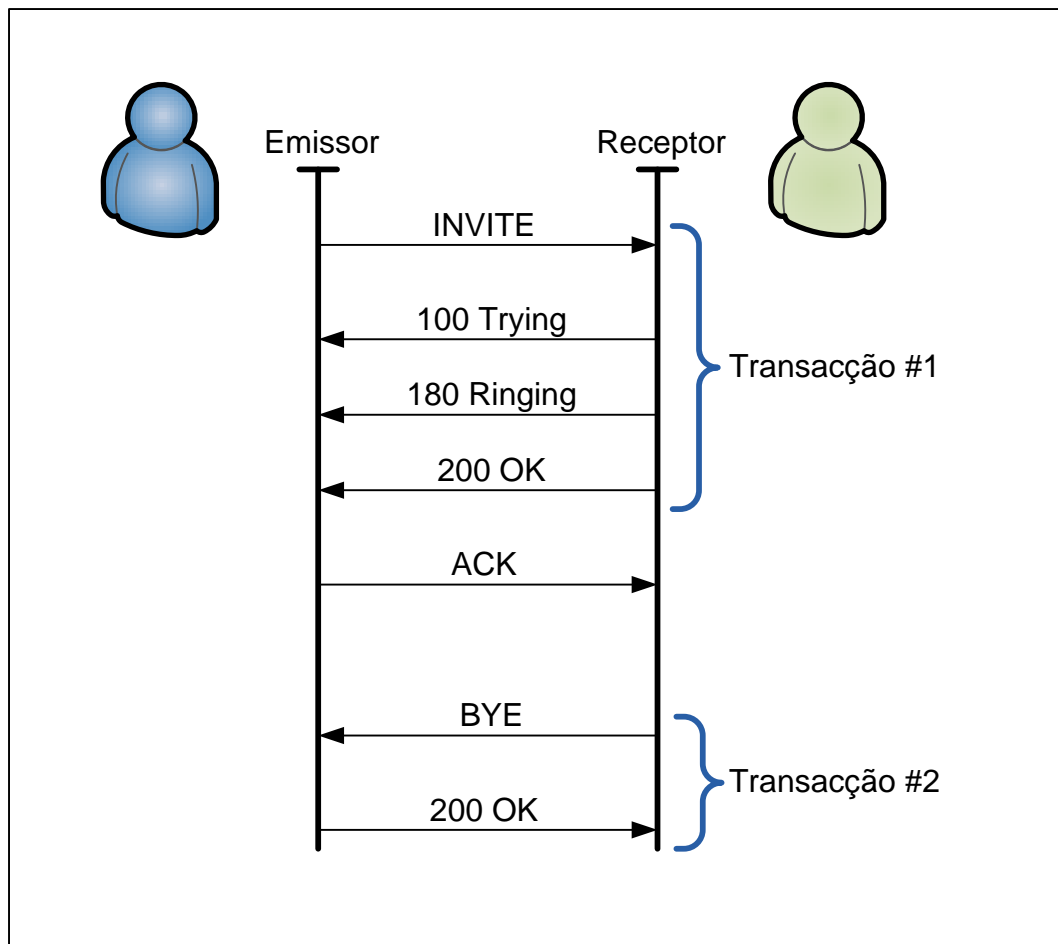 Emissor
Receptor
INVITE
100 Trying
180 Ringing
Transacção #1
200 OK
ACK
BYE
Transacção #2
200 OK